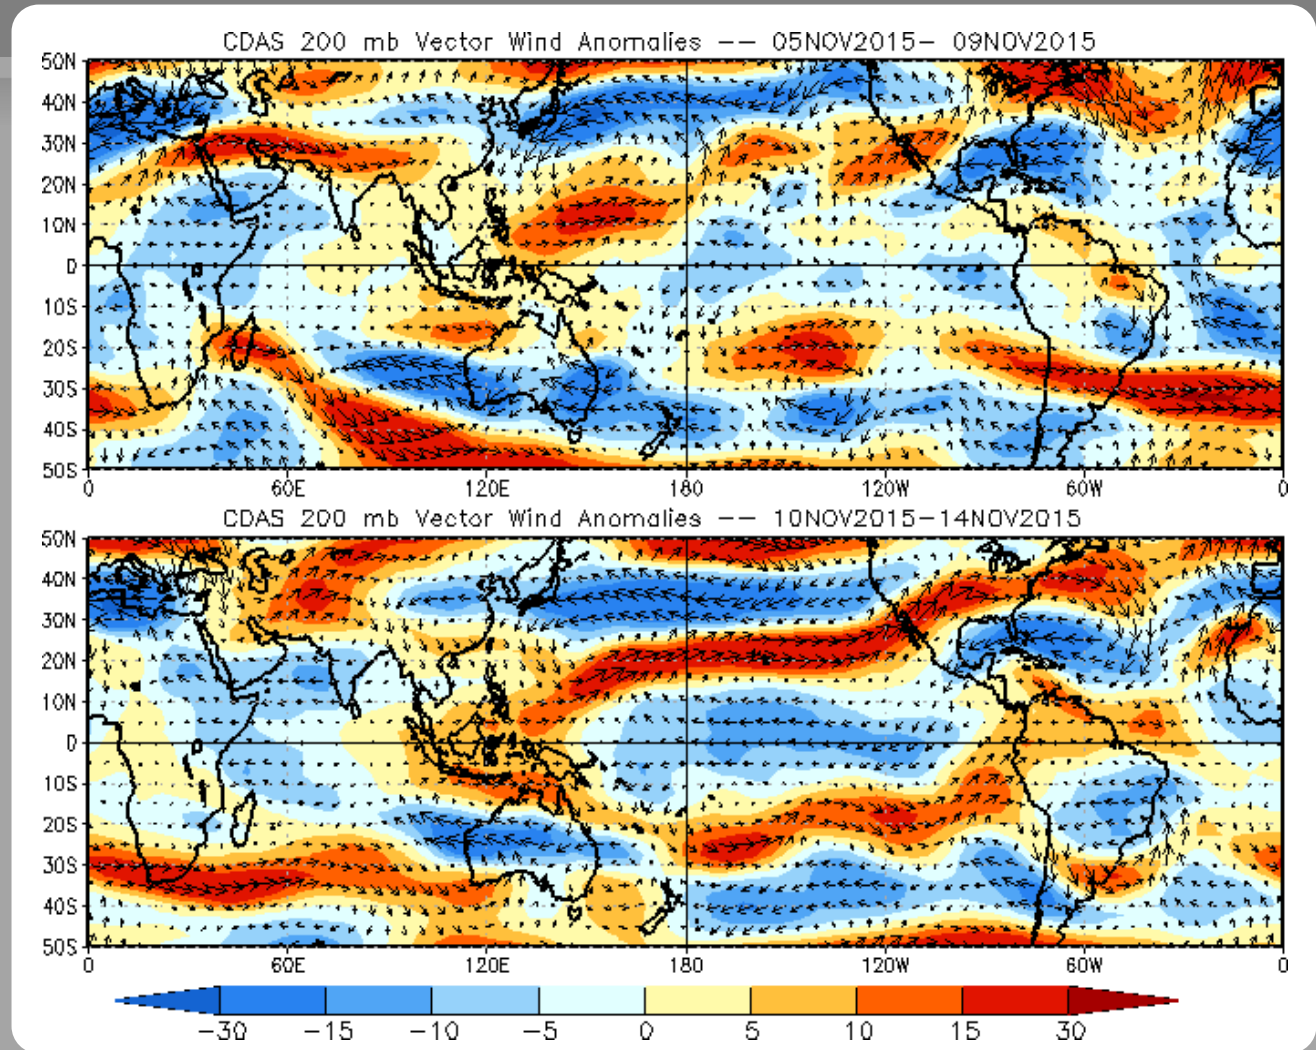 CDAS 200 mb Vector Wind Anomalies -- 05NOV2015- 09NOV2015
50N
40N
30N
20N
10N
0
10S
20S
30S
40S
50S
0 60E 120E 180 120W 60W 0
CDAS 200 mb Vector Wind Anomalies -- 10NOV2015-14NOV2015
50N
40N
30N
20N
10N
0
10S
20S
30S
40S
50S
0 60E 120E 180 120W 60W 0
-30 -15 -10 -5 0 5 10 15 30